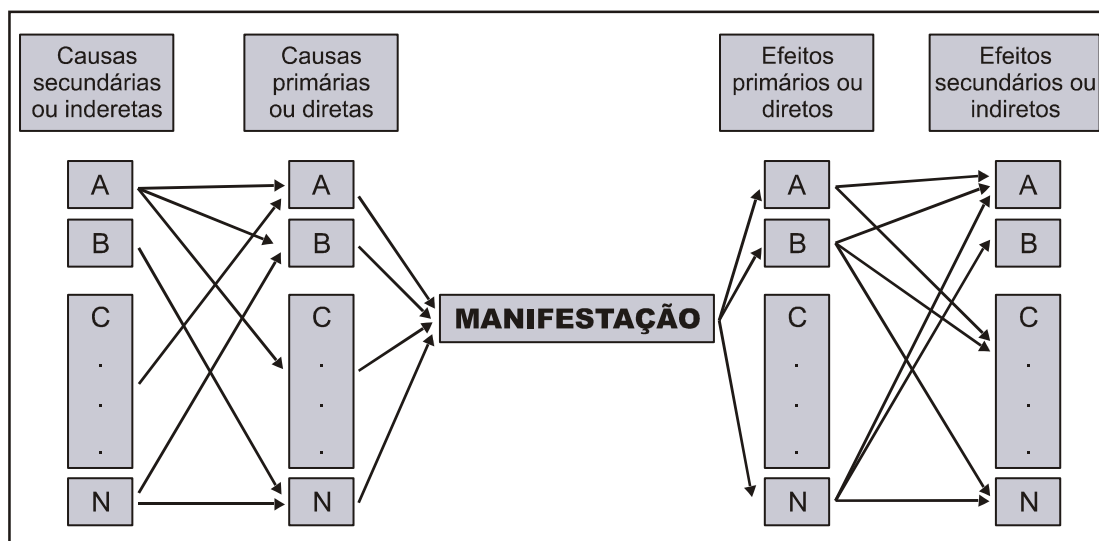 Causas
secundárias
ou inderetas
Causas
primárias
ou diretas
Efeitos
primários ou
diretos
Efeitos
secundários ou
indiretos
A
B
C
.
.
.
N
A
B
C
.
.
.
N
MANIFESTAÇÃO
A
B
C
.
.
.
N
A
B
C
.
.
.
N